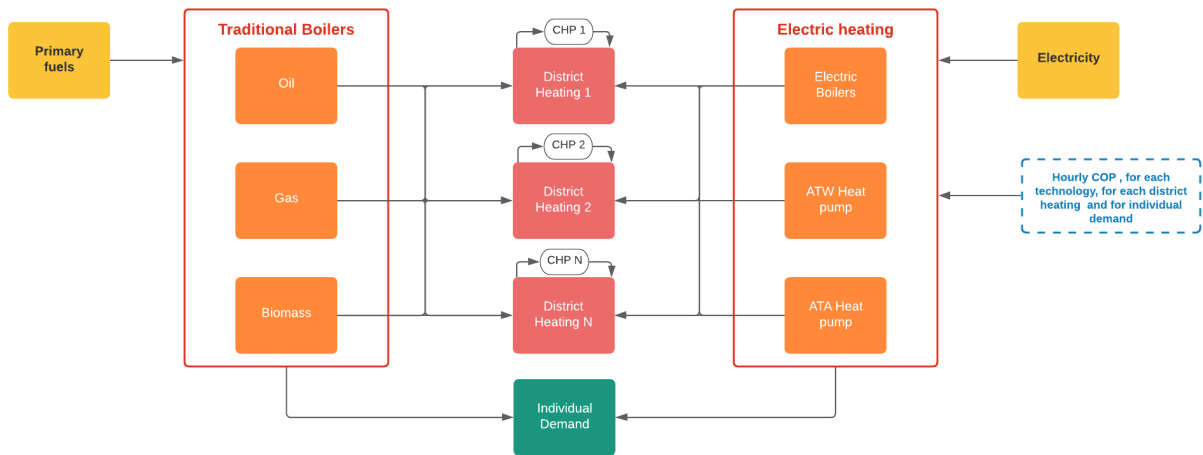 Primary
fuels
Traditional Boilers
Oil
Gas
Biomass
CHP 1
District
Heating 1
CHP 2
District
Heating 2
CHP N
District
Heating N
Individual
Demand
Electric heating
Electric
Boilers
ATW Heat
pump
ATA Heat
pump
Electricity
Hourly COP , for each
technology, for each district
heating  and for individual
demand